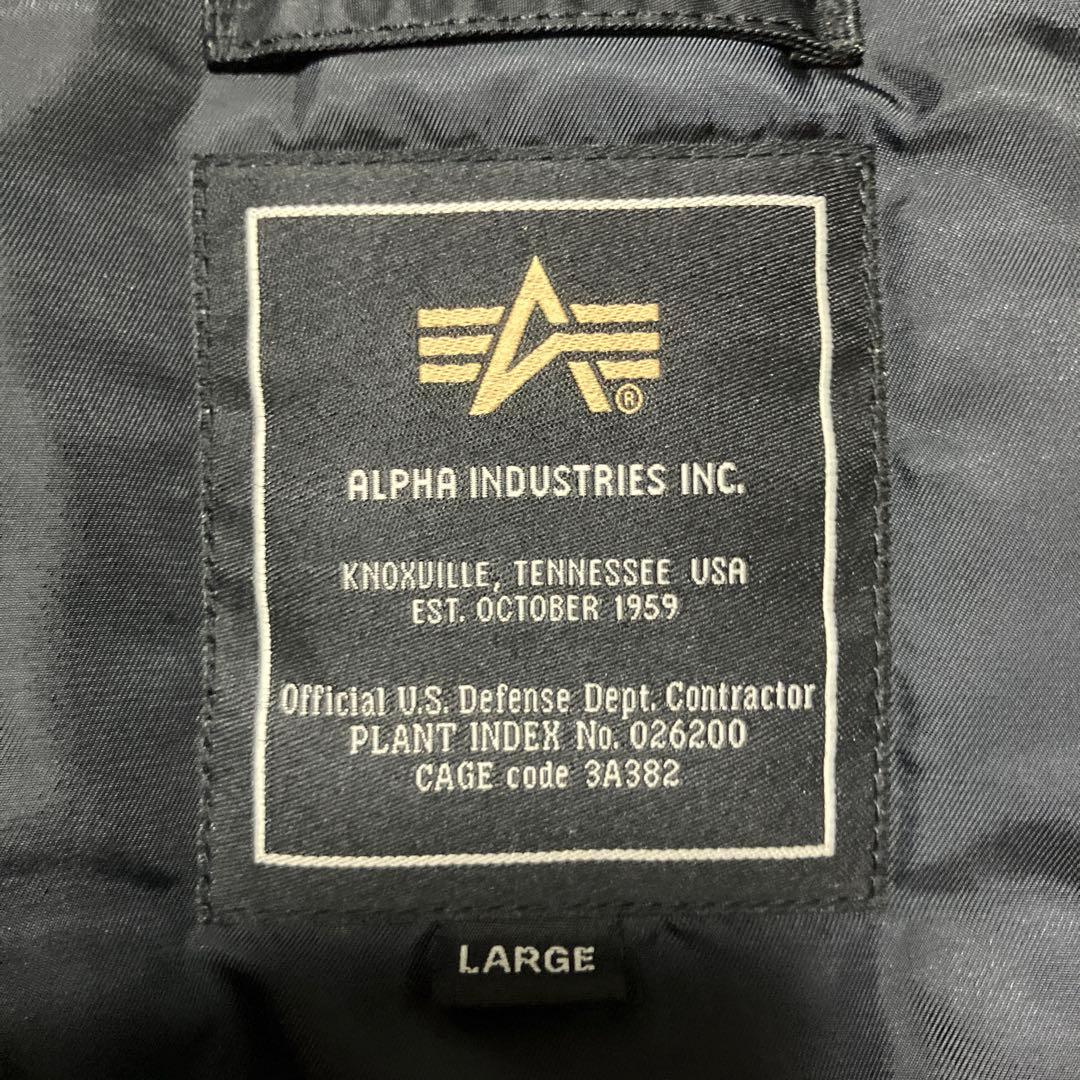 ®
ALPHA INDUSTRIES INC.
KNOXVILLE, TENNESSEE USA
EST. OCTOBER 1959
Official U.S. Defense Dept. Contractor
PLANT INDEX No. 026200
CAGE code 3A382
LARGE